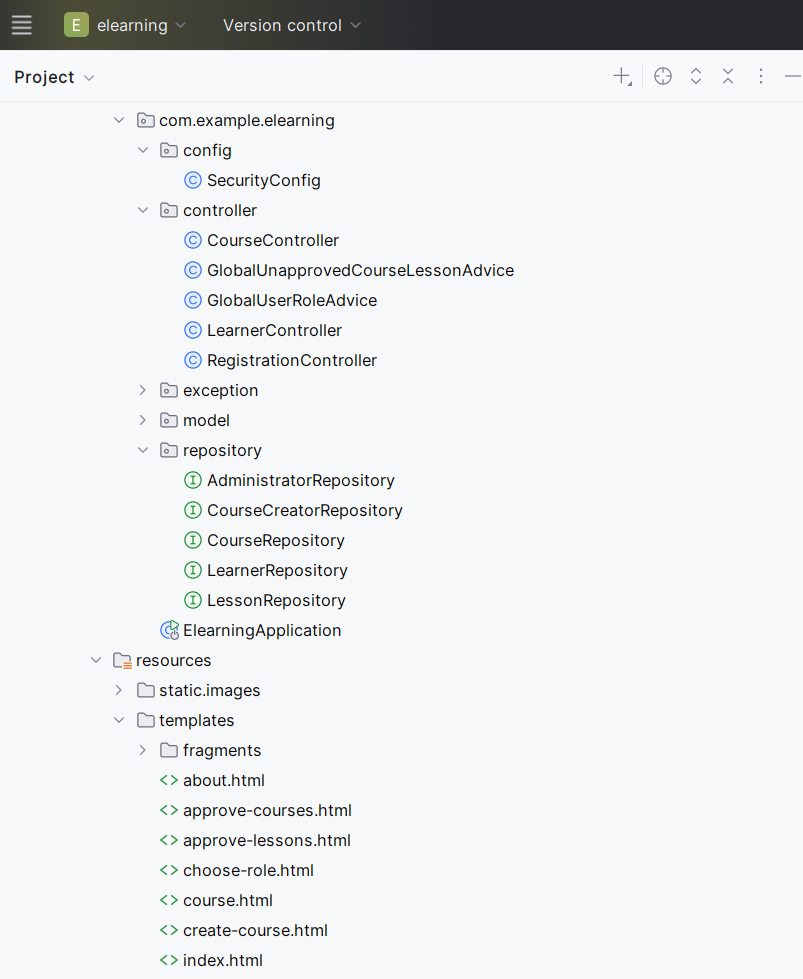 E elearning Version control
Project
com.example.elearning
config
C SecurityConfig
controller
C CourseController
C GlobalUnapprovedCourseLessonAdvice
C GlobalUserRoleAdvice
C LearnerController
C RegistrationController
exception
model
repository
I AdministratorRepository
I CourseCreatorRepository
I CourseRepository
I LearnerRepository
I LessonRepository
C ElearningApplication
resources
static.images
templates
fragments
<> about.html
<> approve-courses.html
<> approve-lessons.html
<> choose-role.html
<> course.html
<> create-course.html
<> index.html